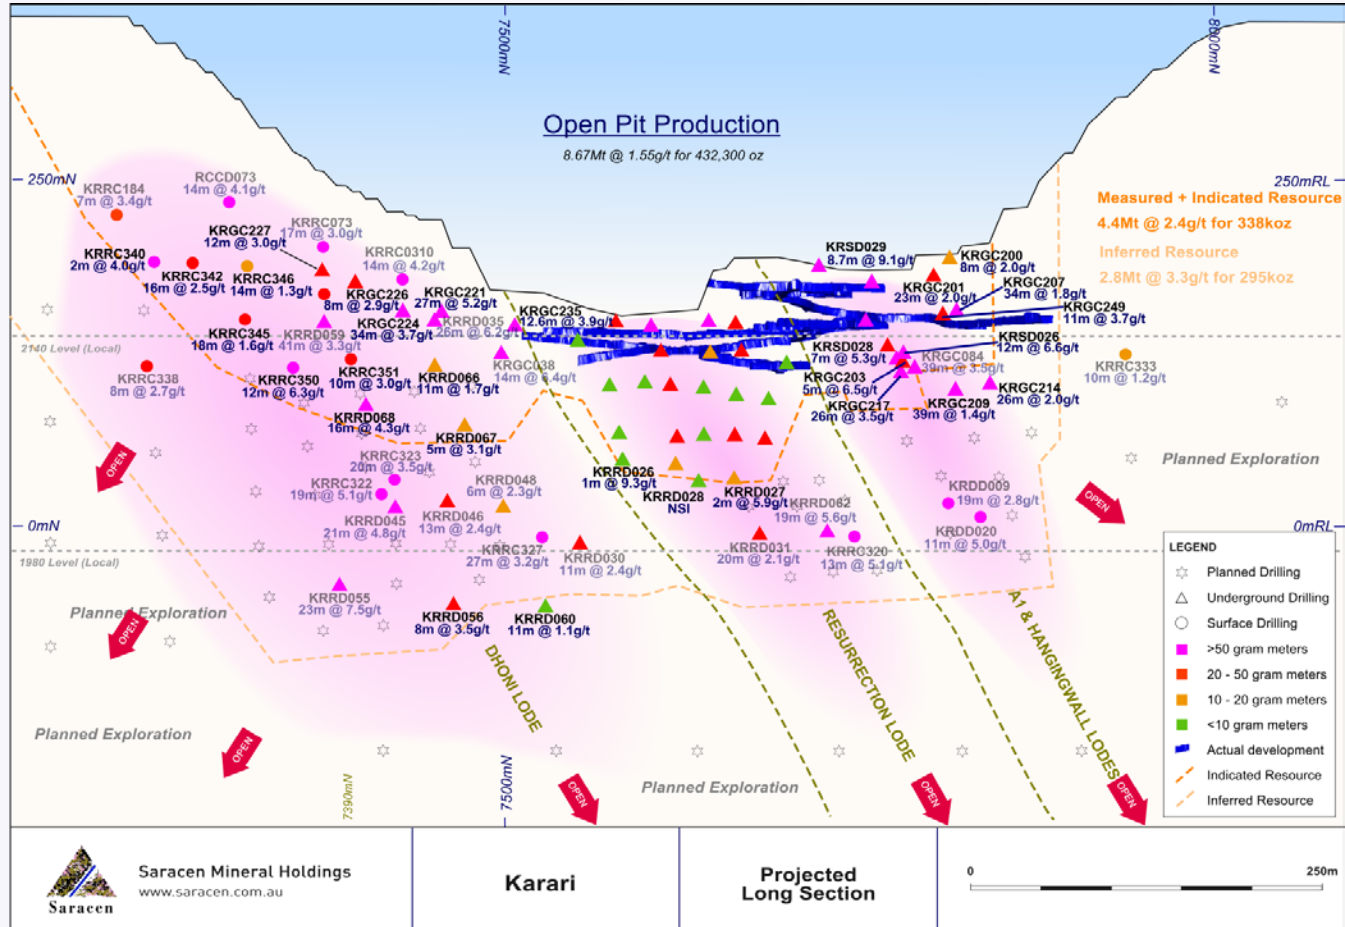 7500mN
8000mN
Open Pit Production
8.67Mt @ 1.55g/t for 432,300 oz
250mN
250mRL
Measured + Indicated Resource
4.4Mt @ 2.4g/t for 338koz
Inferred Resource
2.8Mt @ 3.3g/t for 295koz
KRRC184
7m @ 3.4g/t
RCCD073
14m @ 4.1g/t
KRRC073
17m @ 3.0g/t
KRGC227
12m @ 3.0g/t
KRRC0310
14m @ 4.2g/t
KRRC340
2m @ 4.0g/t
KRRC342
16m @ 2.5g/t
KRRC346
14m @ 1.3g/t
KRGC226
8m @ 2.9g/t
KRGC221
27m @ 5.2g/t
KRGC224
34m @ 3.7g/t
KRRD035
26m @ 6.2g/t
KRGC235
12.6m @ 3.9g/t
KRSD029
8.7m @ 9.1g/t
KRGC200
8m @ 2.0g/t
KRGC201
23m @ 2.0g/t
KRGC207
34m @ 1.8g/t
KRGC249
11m @ 3.7g/t
KRSD026
12m @ 6.6g/t
KRSD028
7m @ 5.3g/t
KRGC084
39m @ 3.5g/t
KRGC203
5m @ 6.5g/t
KRGC217
26m @ 3.5g/t
KRGC209
39m @ 1.4g/t
KRGC214
26m @ 2.0g/t
KRRC333
10m @ 1.2g/t
2140 Level (Local)
KRRC345
18m @ 1.6g/t
KRRD059
41m @ 3.3g/t
KRGC038
14m @ 6.4g/t
KRRC338
8m @ 2.7g/t
KRRC350
12m @ 6.3g/t
KRRC351
10m @ 3.0g/t
KRRD066
11m @ 1.7g/t
KRRD068
16m @ 4.3g/t
KRRD067
5m @ 3.1g/t
KRRC323
20m @ 3.5g/t
KRRC322
19m @ 5.1g/t
KRRD048
6m @ 2.3g/t
KRRD045
21m @ 4.8g/t
KRRD046
13m @ 2.4g/t
KRRD026
1m @ 9.3g/t
KRRD028
NSI
KRRD027
2m @ 5.9g/t
KRRD062
19m @ 5.6g/t
KRDD009
19m @ 2.8g/t
KRDD020
11m @ 5.0g/t
Planned Exploration
OPEN
OPEN
0mN
0mRL
1980 Level (Local)
KRRC327
27m @ 3.2g/t
KRRD030
11m @ 2.4g/t
KRRD031
20m @ 2.1g/t
KRRC320
13m @ 5.1g/t
KRRD055
23m @ 7.5g/t
KRRD056
8m @ 3.5g/t
KRRD060
11m @ 1.1g/t
Planned Exploration
OPEN
DHONI LODE
RESURRECTION LODE
A1 & HANGINGWALL LODES
Planned Exploration
OPEN
7390mN
7500mN
OPEN
Planned Exploration
OPEN
OPEN
LEGEND
Planned Drilling
Underground Drilling
Surface Drilling
>50 gram meters
20 - 50 gram meters
10 - 20 gram meters
<10 gram meters
Actual development
Indicated Resource
Inferred Resource
Saracen
Saracen Mineral Holdings
www.saracen.com.au
Karari
Projected
Long Section
0
250m